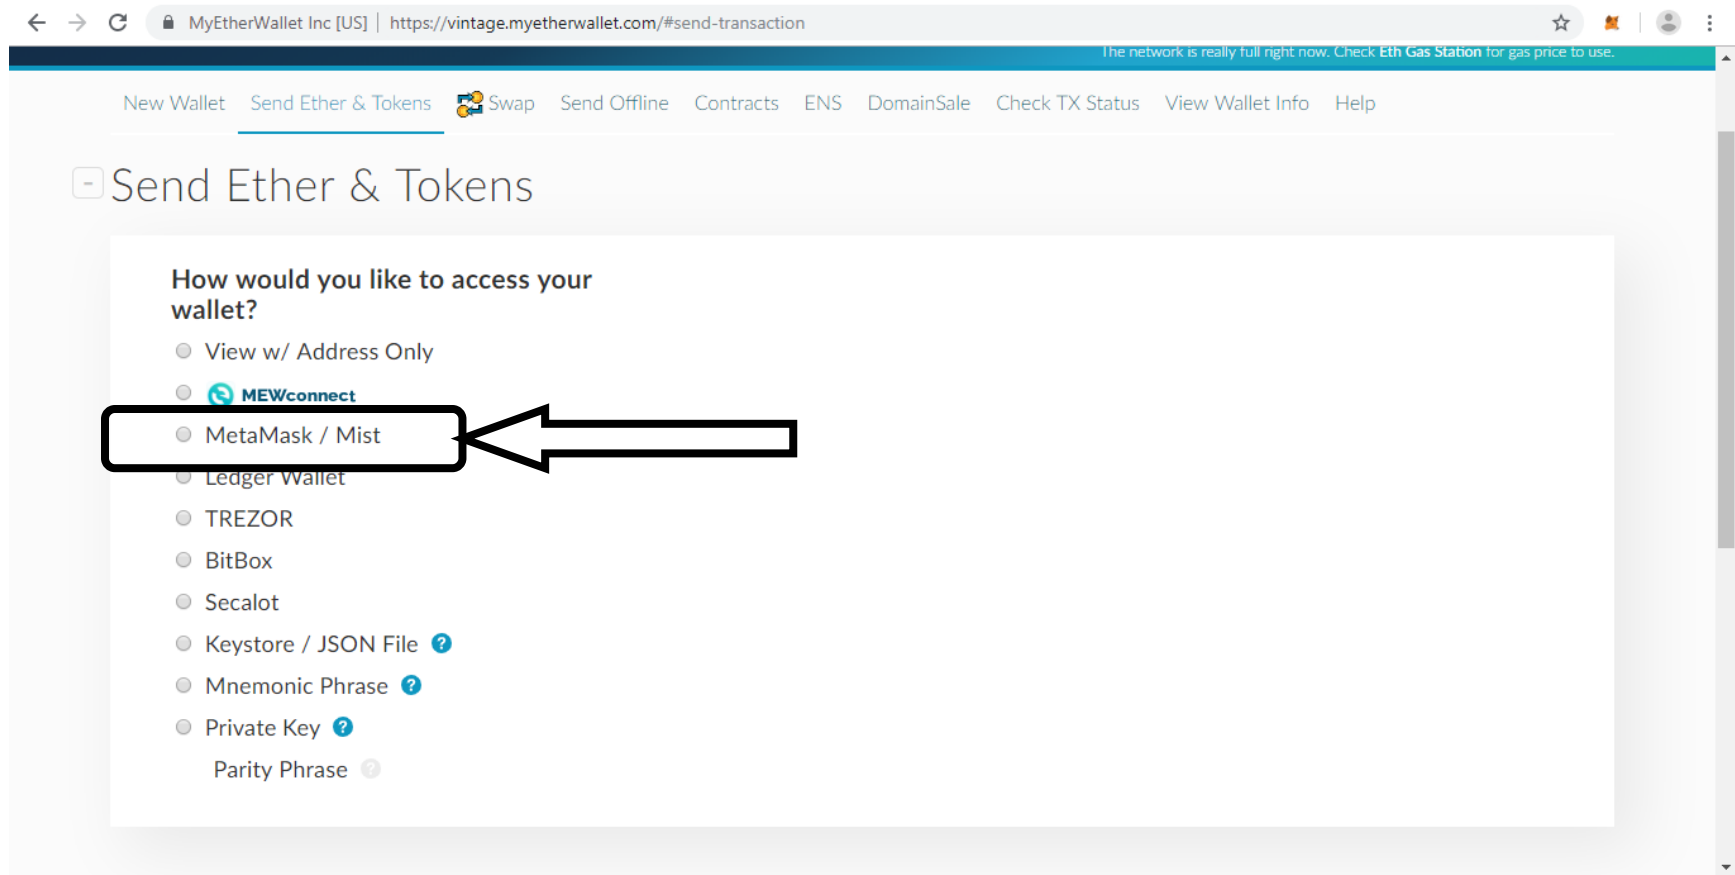 MyEtherWallet Inc [US] | https://vintage.myetherwallet.com/#send-transaction
The network is really full right now. Check Eth Gas Station for gas price to use.
New Wallet Send Ether & Tokens Swap Send Offline Contracts ENS DomainSale Check TX Status View Wallet Info Help
- Send Ether & Tokens
How would you like to access your
wallet?
View w/ Address Only
MEWconnect
MetaMask / Mist
Ledger Wallet
TREZOR
BitBox
Secalot
Keystore / JSON File ?
Mnemonic Phrase ?
Private Key ?
Parity Phrase ?